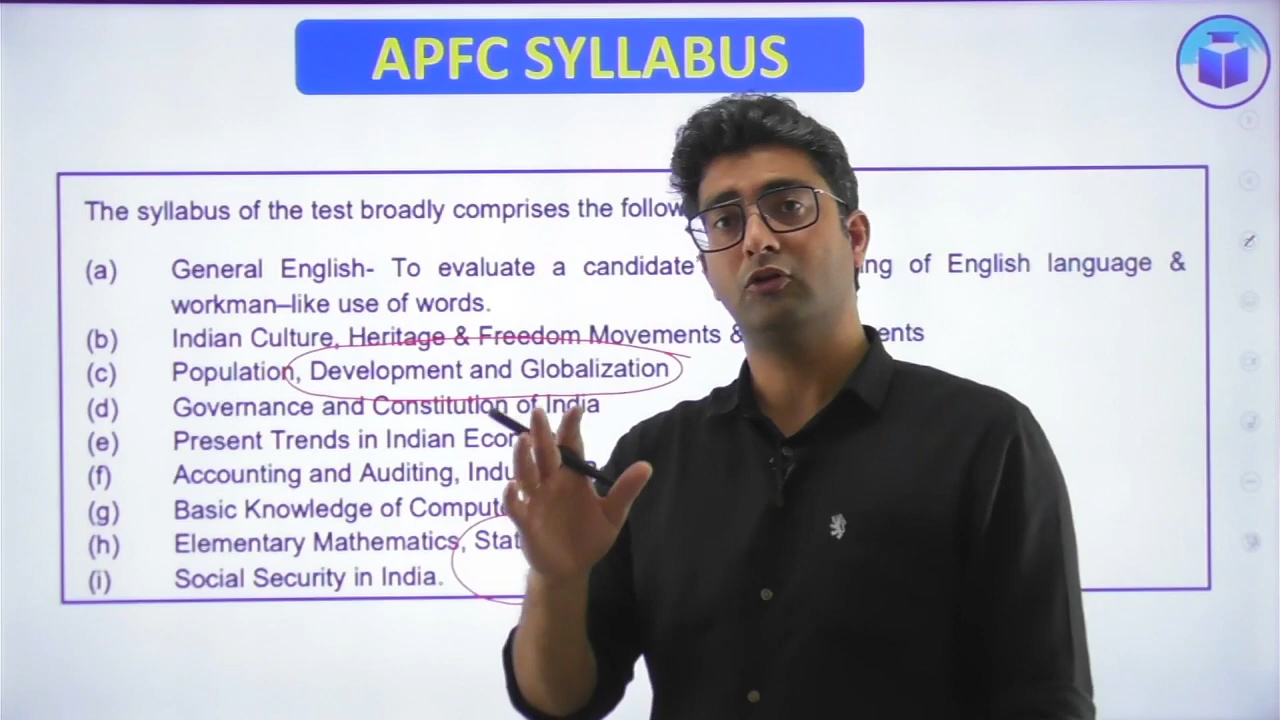 APFC SYLLABUS
The syllabus of the test broadly comprises the follow
(a) General English- To evaluate a candidate ng of English language &
workman–like use of words.
(b) Indian Culture, Heritage & Freedom Movements & ents
(c) Population, Development and Globalization
(d) Governance and Constitution of India
(e) Present Trends in Indian Econ
(f) Accounting and Auditing, Indu
(g) Basic Knowledge of Compute
(h) Elementary Mathematics, Stat
(i) Social Security in India.